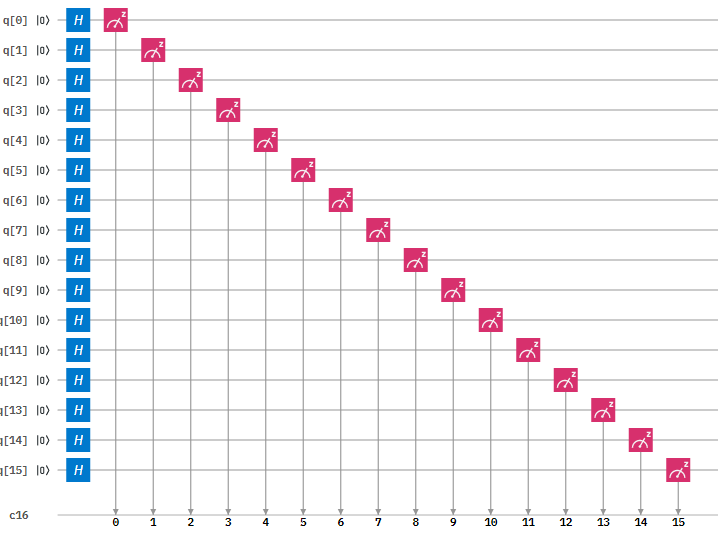 q[0] |0⟩ H z
q[1] |0⟩ H z
q[2] |0⟩ H z
q[3] |0⟩ H z
q[4] |0⟩ H z
q[5] |0⟩ H z
q[6] |0⟩ H z
q[7] |0⟩ H z
q[8] |0⟩ H z
q[9] |0⟩ H z
q[10] |0⟩ H z
q[11] |0⟩ H z
q[12] |0⟩ H z
q[13] |0⟩ H z
q[14] |0⟩ H z
q[15] |0⟩ H z
c16
0 1 2 3 4 5 6 7 8 9 10 11 12 13 14 15